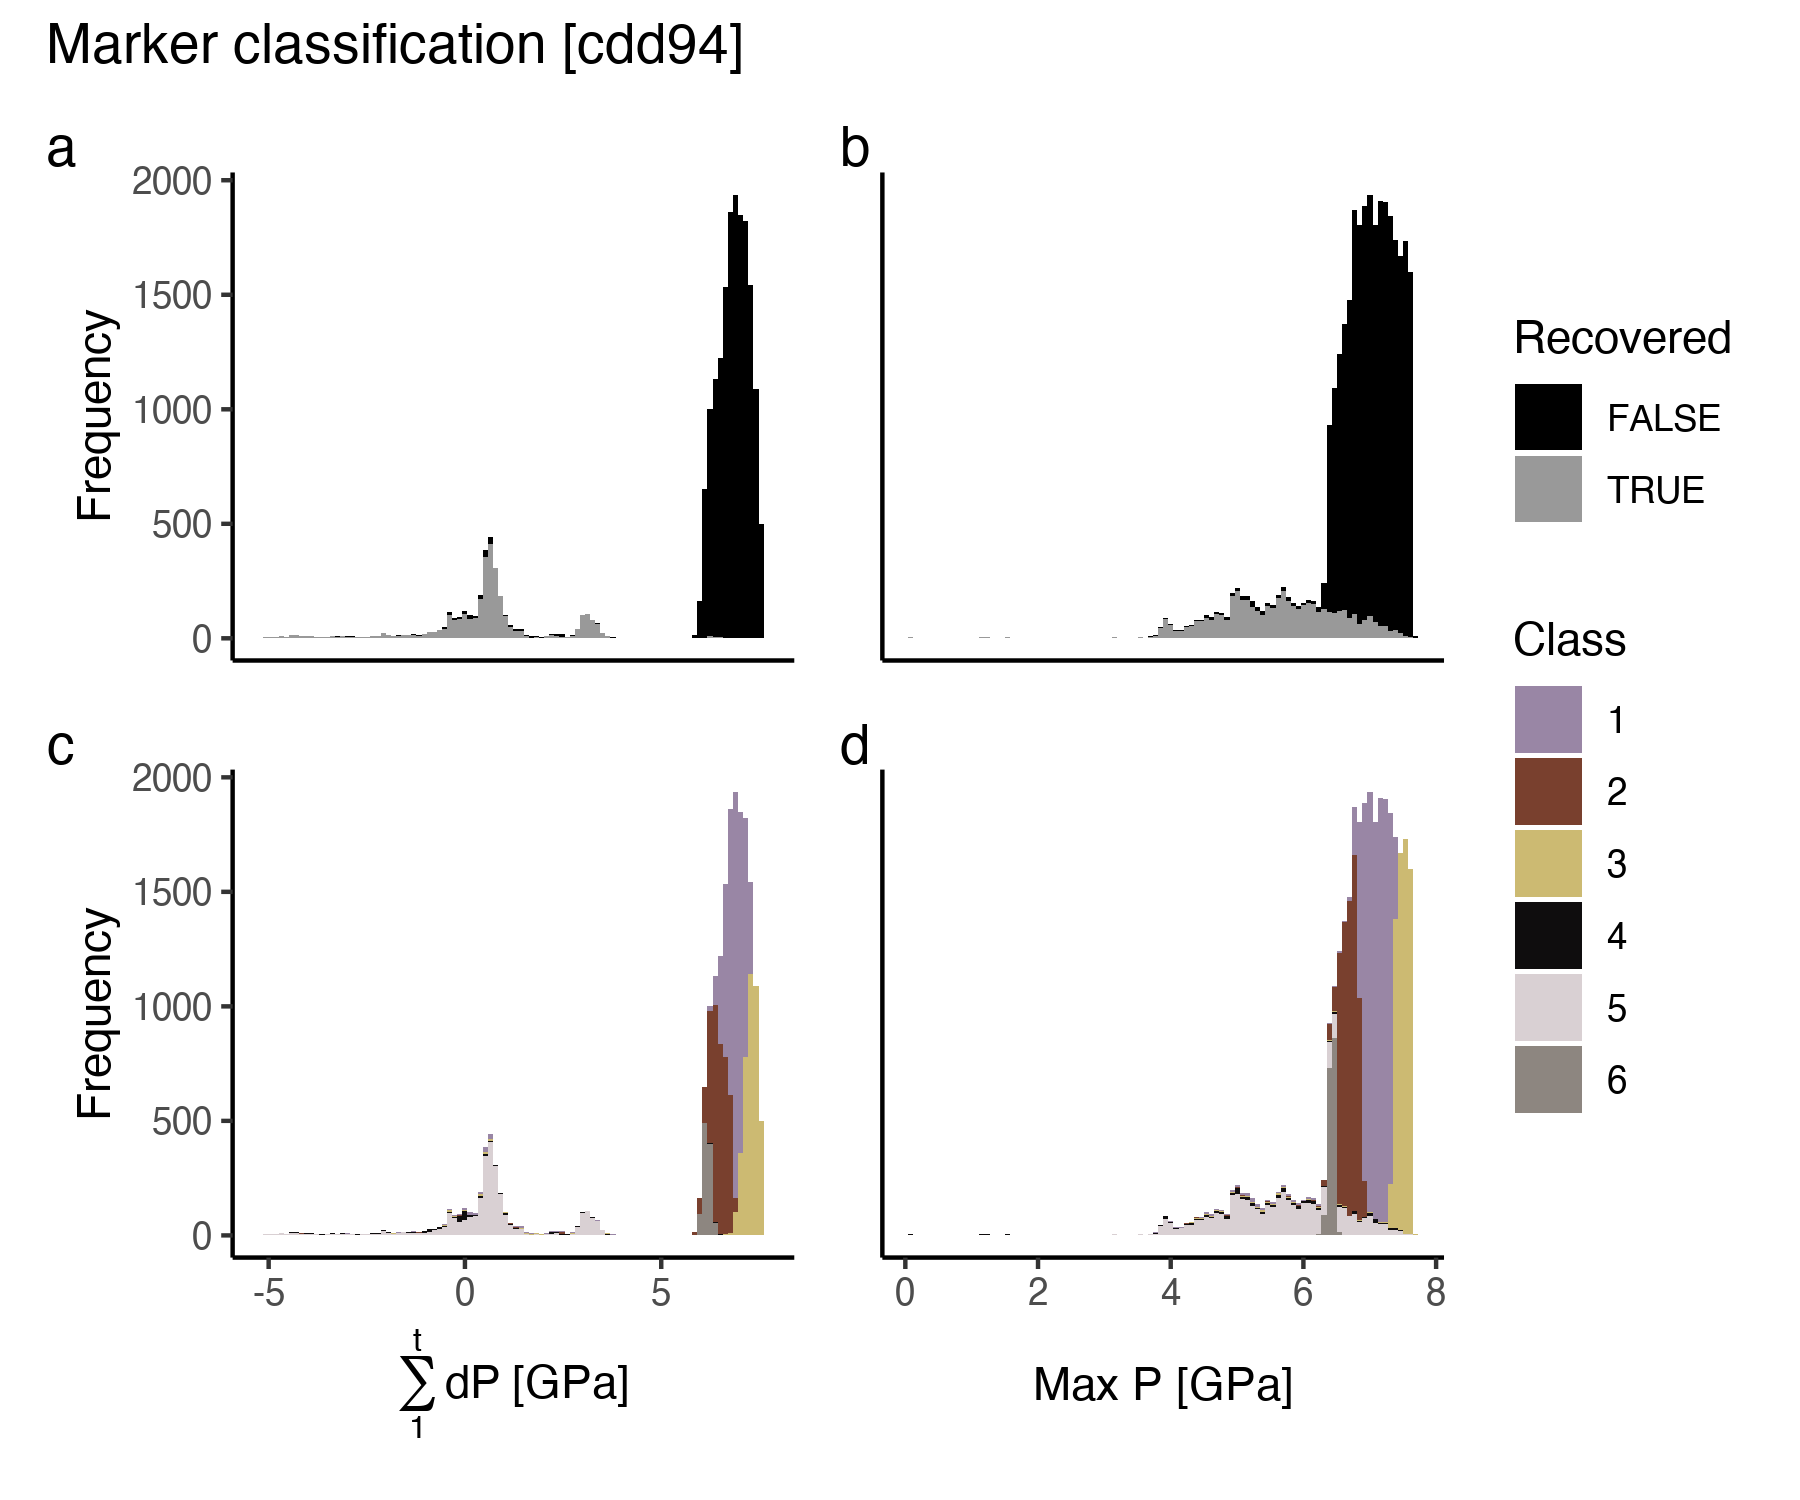 Marker classification [cdd94]
a
b
2000
1500
1000
500
0
Frequency
Recovered
FALSE
TRUE
Class
1
2
3
4
5
6
c
d
2000
1500
1000
500
0
Frequency
-5 0 5
0 2 4 6 8
t
∑ dP [GPa]
1
Max P [GPa]